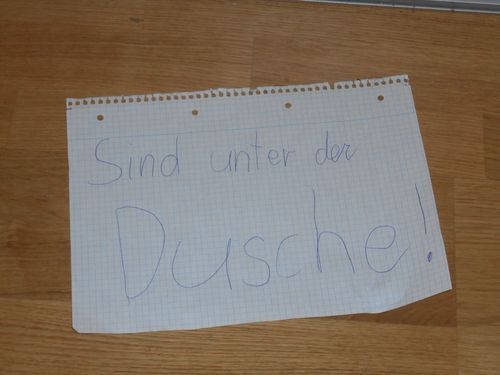 Sind unter der
Dusche!